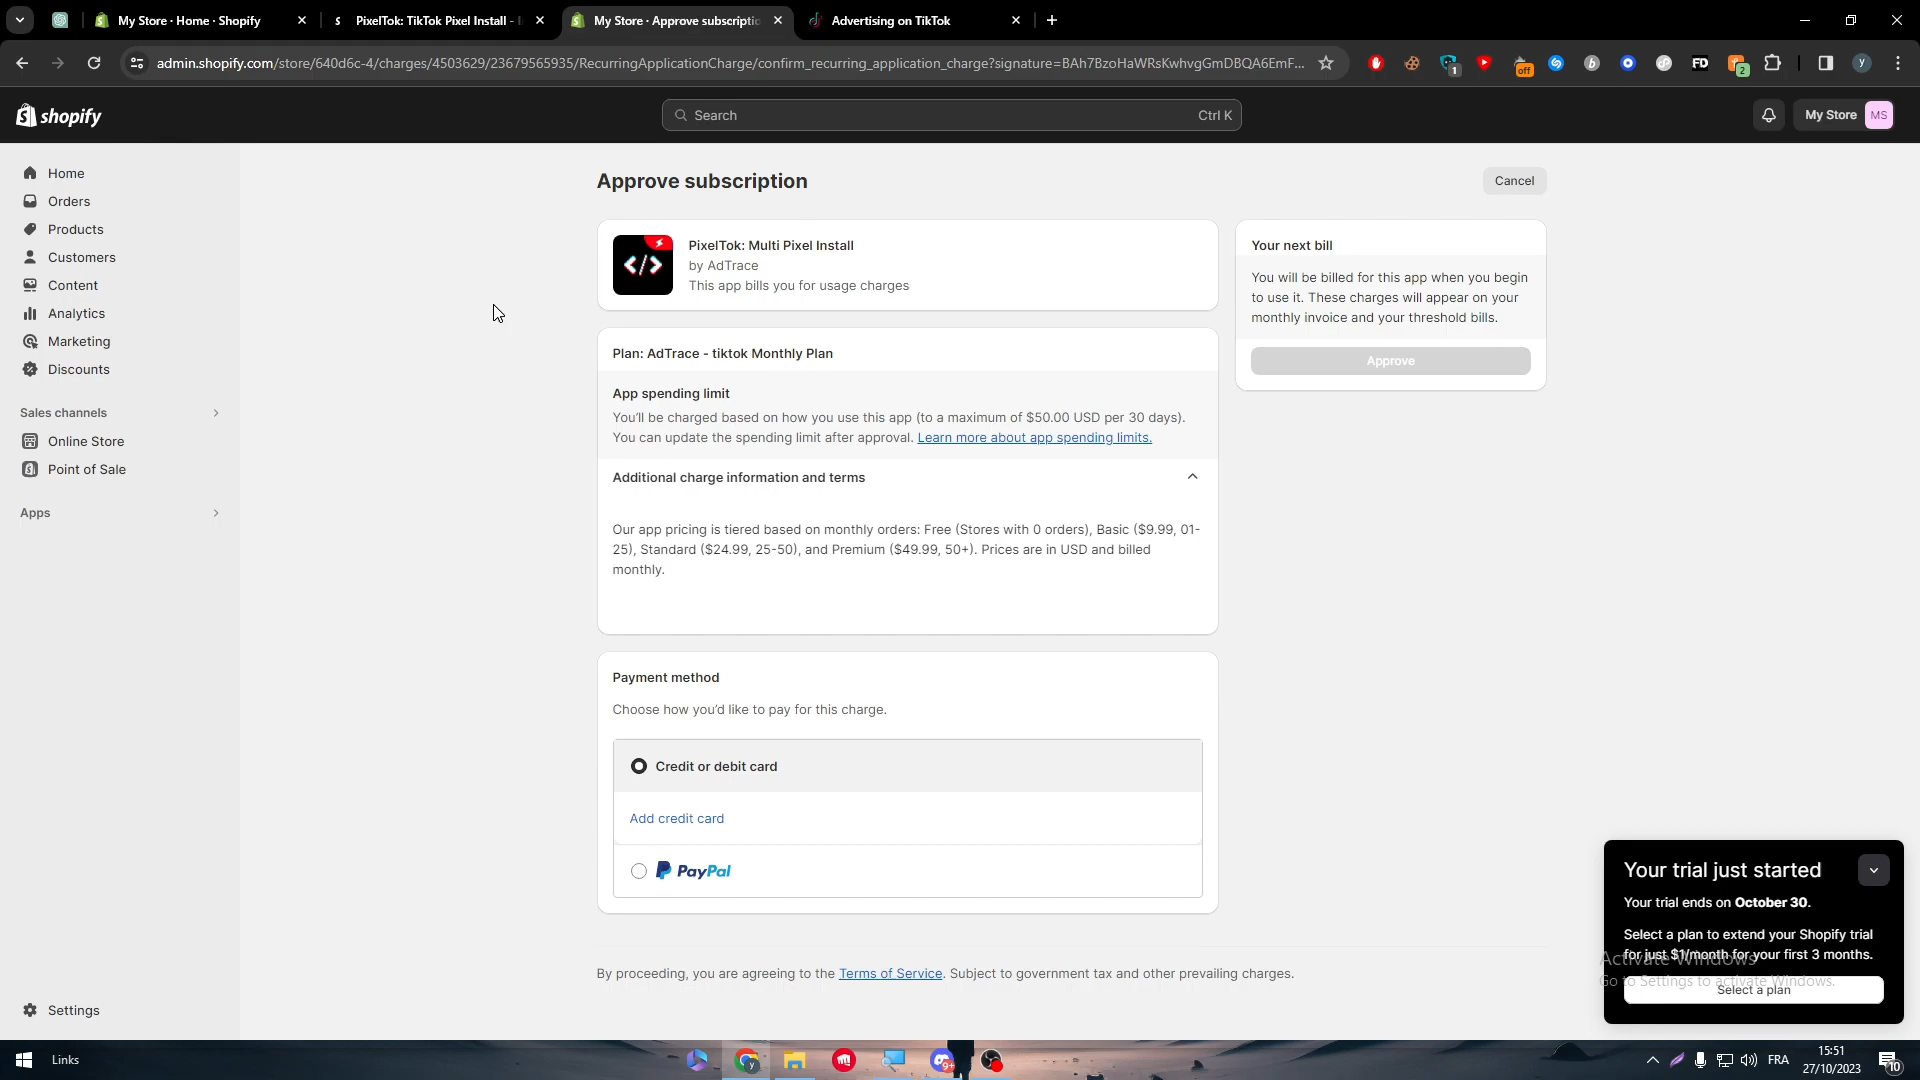 My Store · Home · Shopify
PixelTok: TikTok Pixel Install -
My Store · Approve subscriptio
Advertising on TikTok
admin.shopify.com/store/640d6c-4/charges/4503629/23679565935/RecurringApplicationCharge/confirm_recurring_application_charge?signature=BAh7BzoHaWRsKwhvgGmDBQA6EmF...
1
off
FD
2
y
shopify
Search
Ctrl K
My Store
MS
Home
Orders
Products
Customers
Content
Analytics
Marketing
Discounts
Sales channels
Online Store
Point of Sale
Apps
Settings
Approve subscription
Cancel
PixelTok: Multi Pixel Install
by AdTrace
This app bills you for usage charges
Your next bill
You will be billed for this app when you begin
to use it. These charges will appear on your
monthly invoice and your threshold bills.
Approve
Plan: AdTrace - tiktok Monthly Plan
App spending limit
You'll be charged based on how you use this app (to a maximum of $50.00 USD per 30 days).
You can update the spending limit after approval. Learn more about app spending limits.
Additional charge information and terms
Our app pricing is tiered based on monthly orders: Free (Stores with 0 orders), Basic ($9.99, 01-
25), Standard ($24.99, 25-50), and Premium ($49.99, 50+). Prices are in USD and billed
monthly.
Payment method
Choose how you'd like to pay for this charge.
Credit or debit card
Add credit card
PayPal
By proceeding, you are agreeing to the Terms of Service. Subject to government tax and other prevailing charges.
Your trial just started
Your trial ends on October 30.
Select a plan to extend your Shopify trial
for just $1/month for your first 3 months.
Select a plan
Activate Windows
Go to Settings to activate Windows.
Links
9+
FRA
15:51
27/10/2023
10